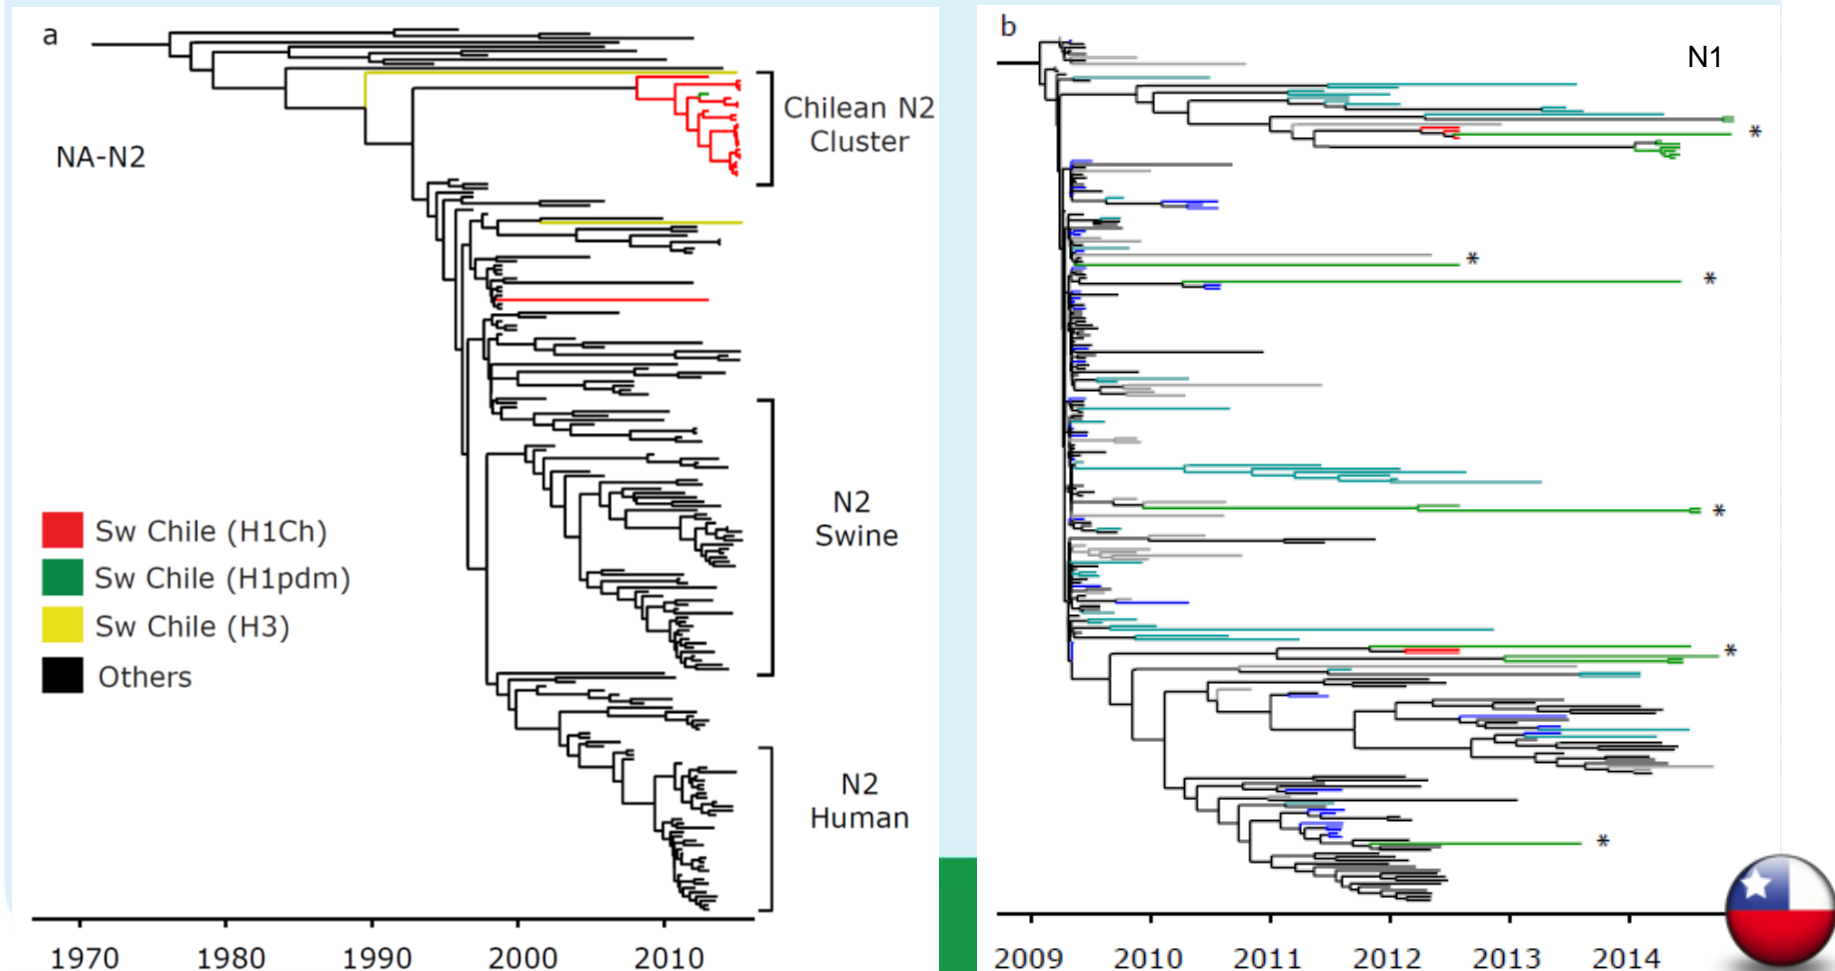 a
NA-N2
Chilean N2
Cluster
N2
Swine
N2
Human
Sw Chile (H1Ch)
Sw Chile (H1pdm)
Sw Chile (H3)
Others
1970 1980 1990 2000 2010
b
N1
*
*
*
*
*
*
2009 2010 2011 2012 2013 2014